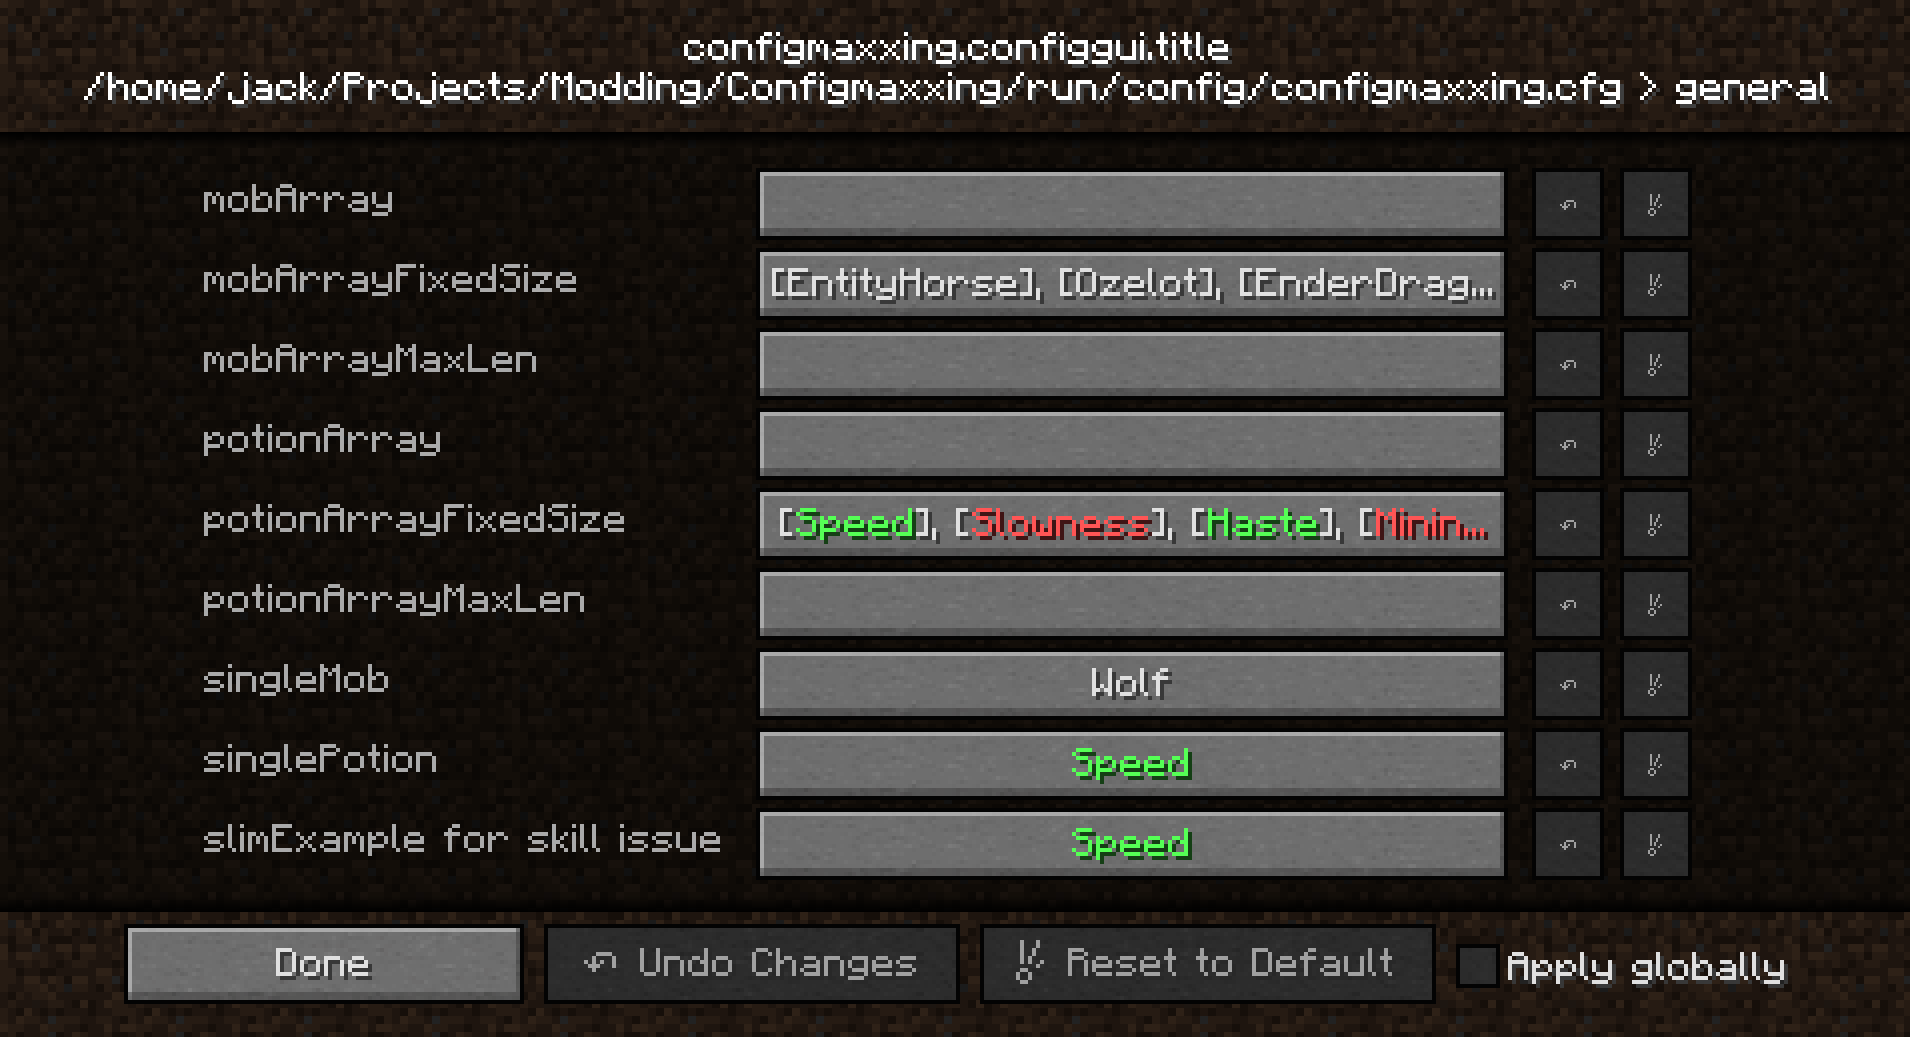 configmaxxing.configgui.title
/home/jack/Projects/Modding/Configmaxxing/run/config/configmaxxing.cfg > general
mobArray
mobArrayFixedSize [EntityHorse], [Ozelot], [EnderDrag...
mobArrayMaxLen
potionArray
potionArrayFixedSize [Speed], [Slowness], [Haste], [Minin...
potionArrayMaxLen
singleMob Wolf
singlePotion Speed
slimExample for skill issue Speed
Done ↶ Undo Changes Reset to Default Apply globally